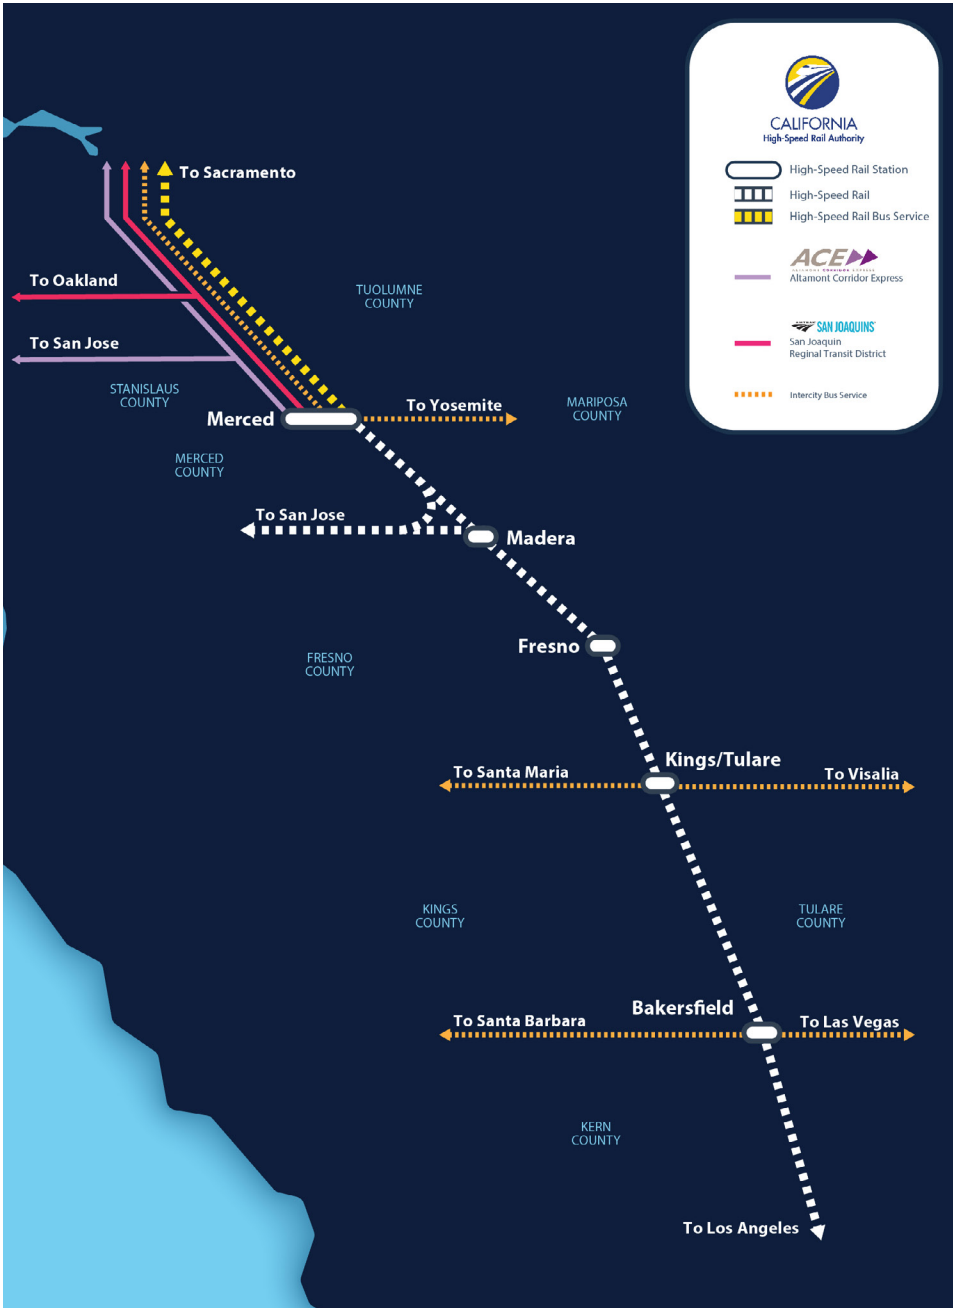 CALIFORNIA
High-Speed Rail Authority
High-Speed Rail Station
High-Speed Rail
High-Speed Rail Bus Service
ACE
ALTAMONT CORRIDOR EXPRESS
Altamont Corridor Express
SAN JOAQUINS
San Joaquin
Reginal Transit District
Intercity Bus Service
To Sacramento
To Oakland
TUOLUMNE
COUNTY
To San Jose
STANISLAUS
COUNTY
Merced
To Yosemite
MARIPOSA
COUNTY
MERCED
COUNTY
To San Jose
Madera
Fresno
FRESNO
COUNTY
Kings/Tulare
To Santa Maria
To Visalia
KINGS
COUNTY
TULARE
COUNTY
Bakersfield
To Santa Barbara
To Las Vegas
KERN
COUNTY
To Los Angeles